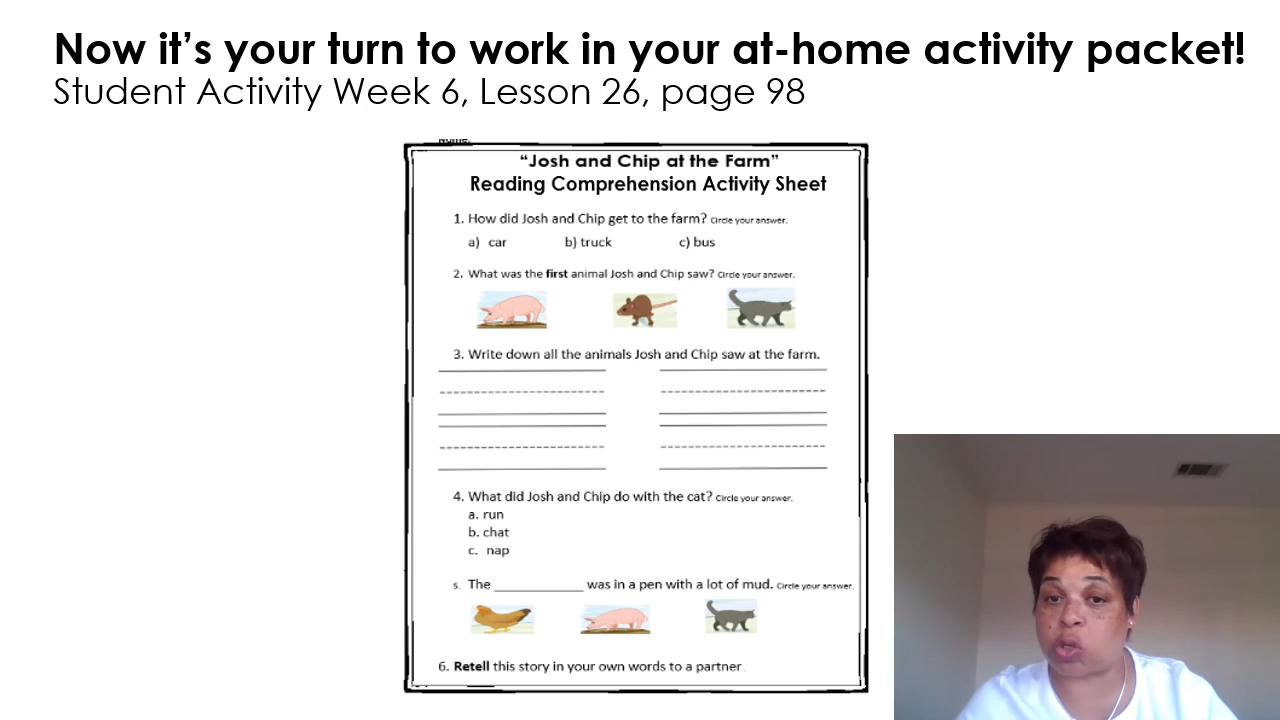 Now it's your turn to work in your at-home activity packet!
Student Activity Week 6, Lesson 26, page 98
Name:
“Josh and Chip at the Farm”
Reading Comprehension Activity Sheet
1. How did Josh and Chip get to the farm? Circle your answer.
a) car b) truck c) bus
2. What was the first animal Josh and Chip saw? Circle your answer.
3. Write down all the animals Josh and Chip saw at the farm.
4. What did Josh and Chip do with the cat? Circle your answer.
a. run
b. chat
c. nap
5. The ____________ was in a pen with a lot of mud. Circle your answer.
6. Retell this story in your own words to a partner.